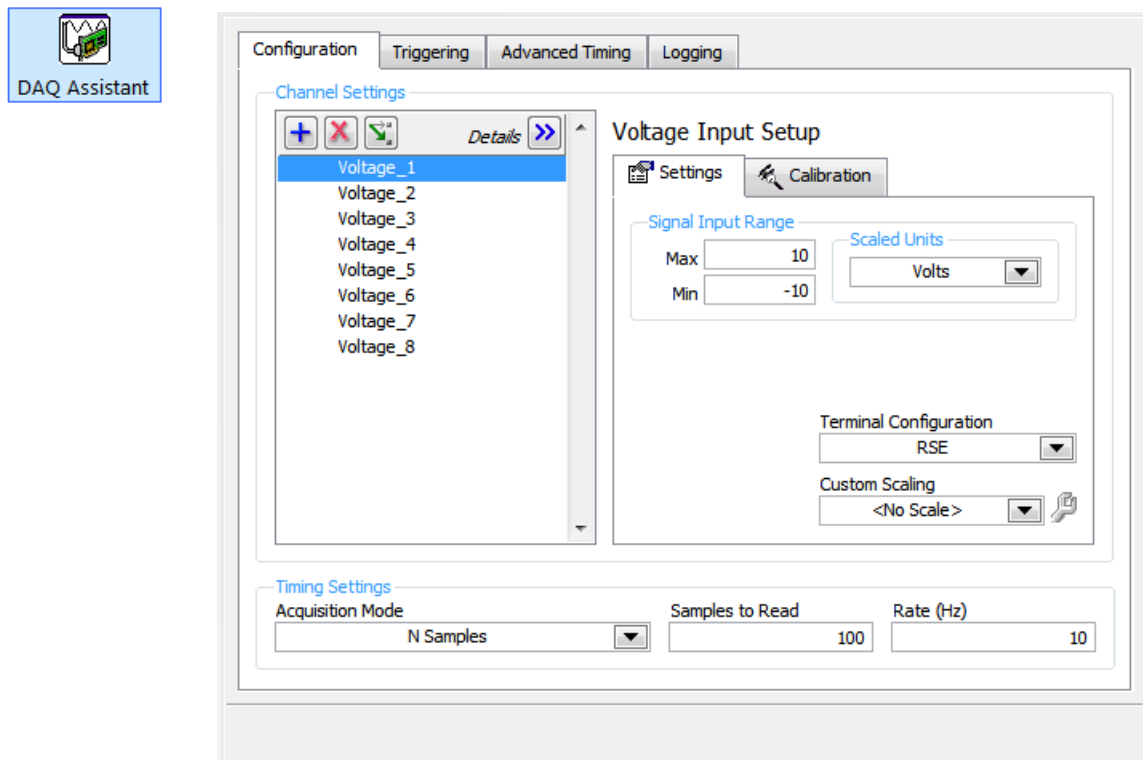 DAQ Assistant
Configuration Triggering Advanced Timing Logging
Channel Settings
Details
Voltage_1
Voltage_2
Voltage_3
Voltage_4
Voltage_5
Voltage_6
Voltage_7
Voltage_8
Voltage Input Setup
Settings Calibration
Signal Input Range
Max 10
Min -10
Scaled Units
Volts
Terminal Configuration
RSE
Custom Scaling
<No Scale>
Timing Settings
Acquisition Mode Samples to Read Rate (Hz)
N Samples 100 10